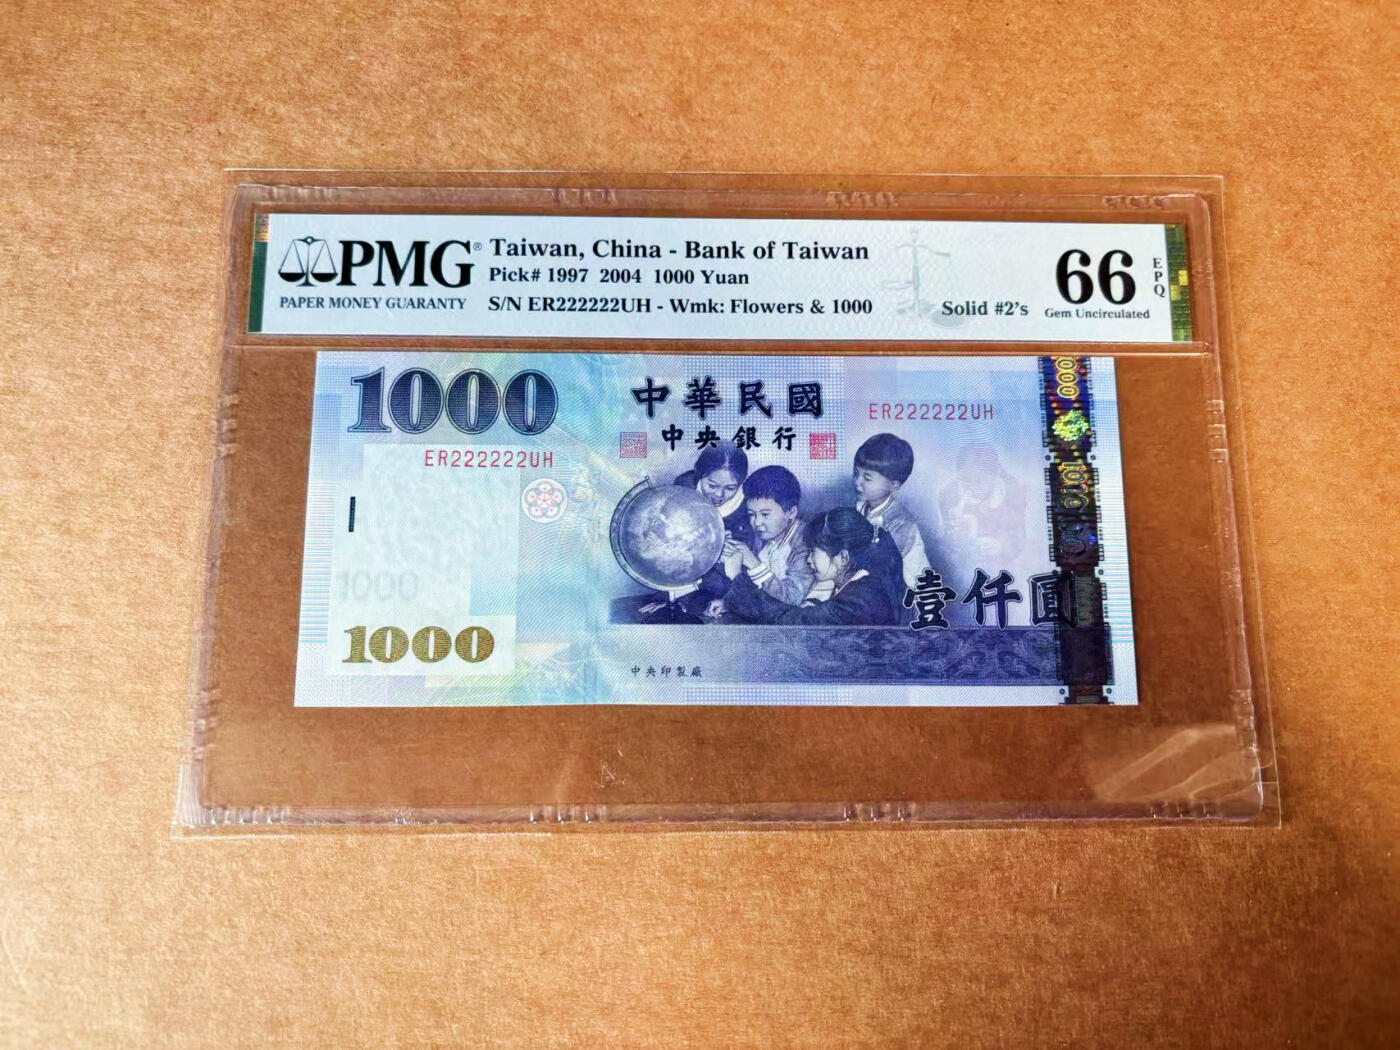 PMG®
PAPER MONEY GUARANTY
Taiwan, China - Bank of Taiwan
Pick# 1997 2004 1000 Yuan
S/N ER222222UH - Wmk: Flowers & 1000
Solid #2's
66
EPQ
Gem Uncirculated
1000
中華民國
ER222222UH
中央銀行
ER222222UH
1000
壹仟圓
1000
中央印製廠